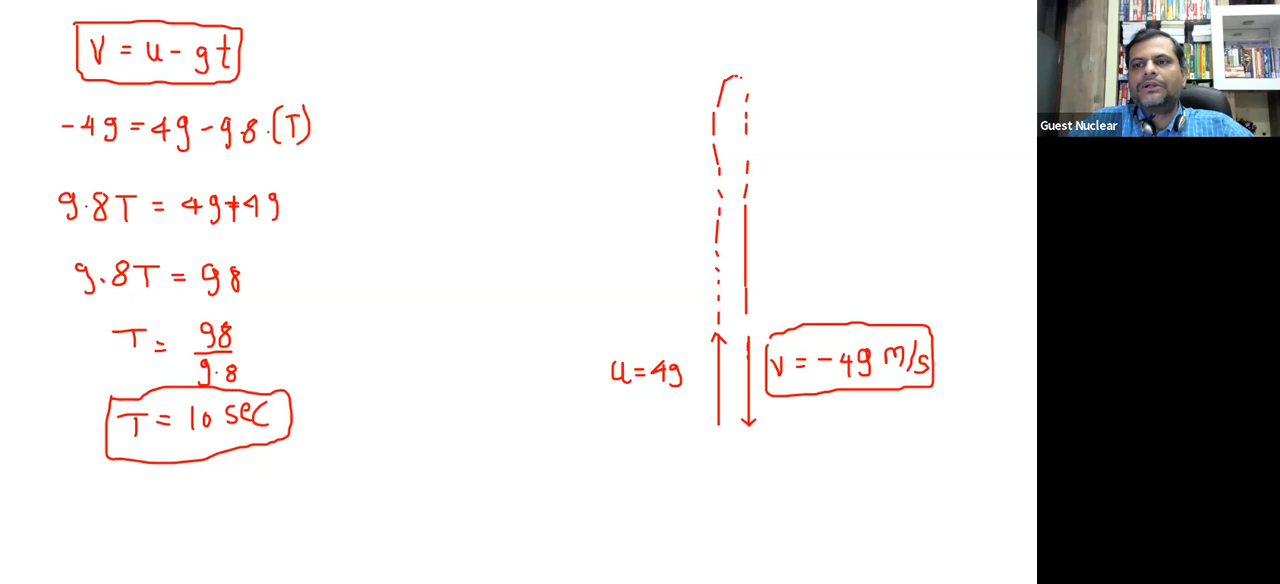 V = u - gt
-49 = 49 - 9.8.(T)
9.8T = 49+49
9.8T = 98
T = 98/9.8
T = 10 sec
u = 49
V = -49 m/s
Guest Nuclear